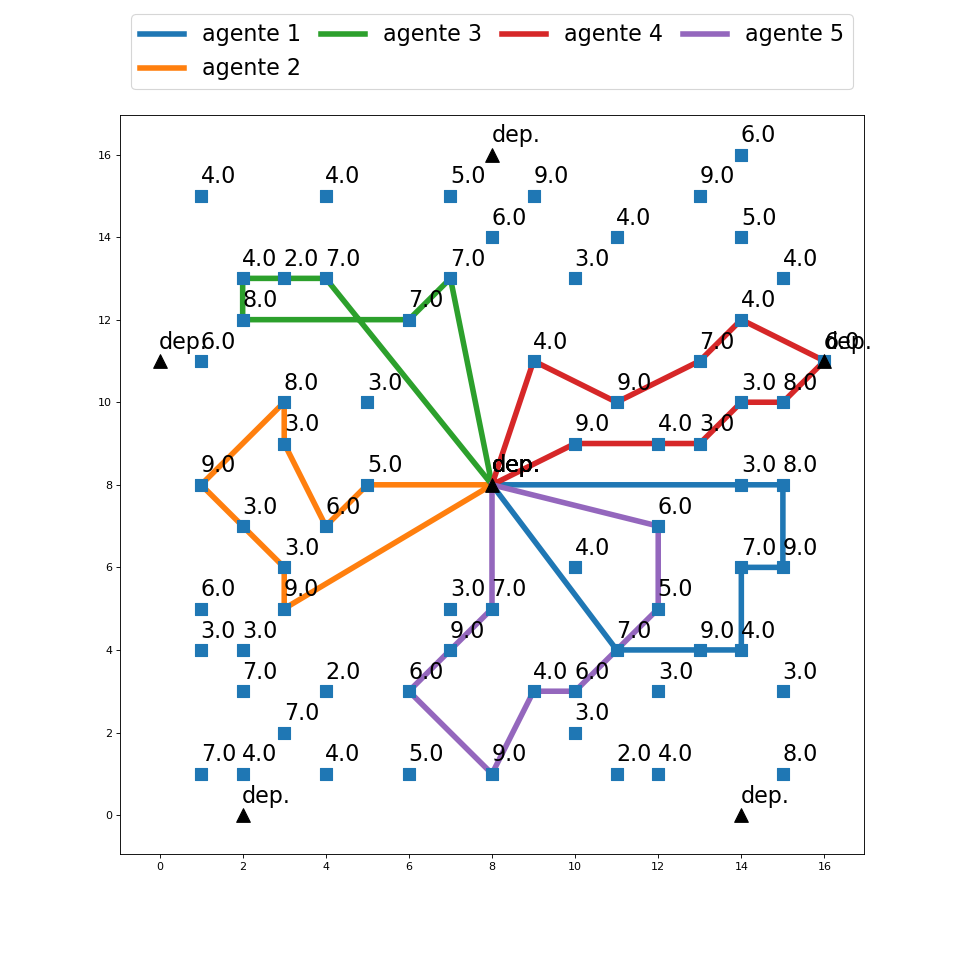 agente 1 agente 3 agente 4 agente 5
agente 2
dep. 6.0
16
4.0 4.0 5.0 9.0 9.0
6.0 4.0 5.0
14
4.0 2.0 7.0 7.0 3.0 4.0
8.0 7.0 4.0
12
dep. 6.0 4.0 7.0 6.0 dep.
8.0 3.0 9.0 3.0 8.0
10
3.0 9.0 4.0 3.0
9.0 5.0 dep. 3.0 8.0
8
3.0 6.0 6.0
3.0 4.0 7.0 9.0
6
6.0 9.0 3.0 7.0 5.0
3.0 3.0 9.0 7.0 9.0 4.0
4
7.0 2.0 6.0 4.0 6.0 3.0 3.0
7.0 3.0
2
7.0 4.0 4.0 5.0 9.0 2.0 4.0 8.0
dep. dep.
0
0 2 4 6 8 10 12 14 16